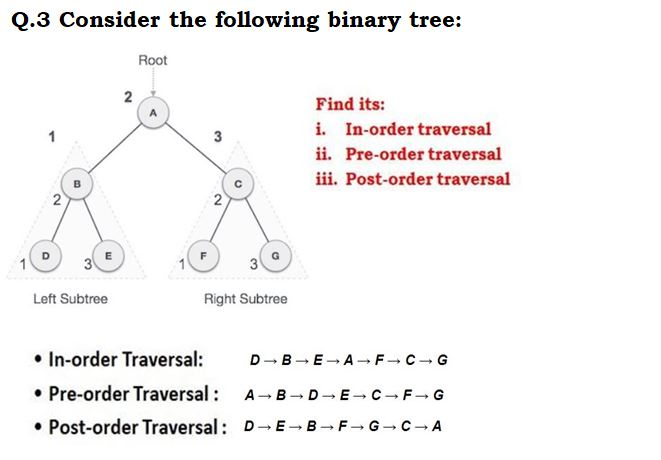 Q.3 Consider the following binary tree:
Root
2
A
Find its:
i. In-order traversal
1
3
ii. Pre-order traversal
iii. Post-order traversal
B
C
2
2
D
E
F
G
1
3
1
3
Left Subtree
Right Subtree
• In-order Traversal: D → B → E → A → F → C → G
• Pre-order Traversal : A → B → D → E → C → F → G
• Post-order Traversal : D → E → B → F → G → C → A